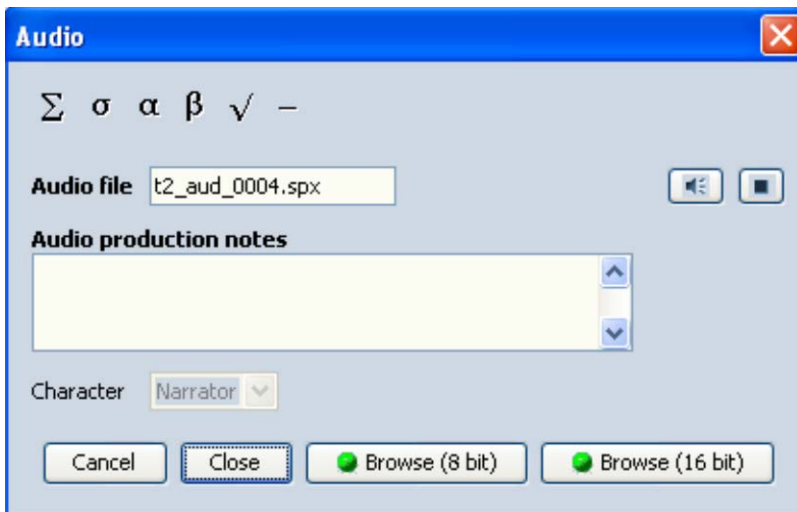 Audio
Σ σ α β √ –
Audio file t2_aud_0004.spx
Audio production notes
Character Narrator
Cancel Close Browse (8 bit) Browse (16 bit)